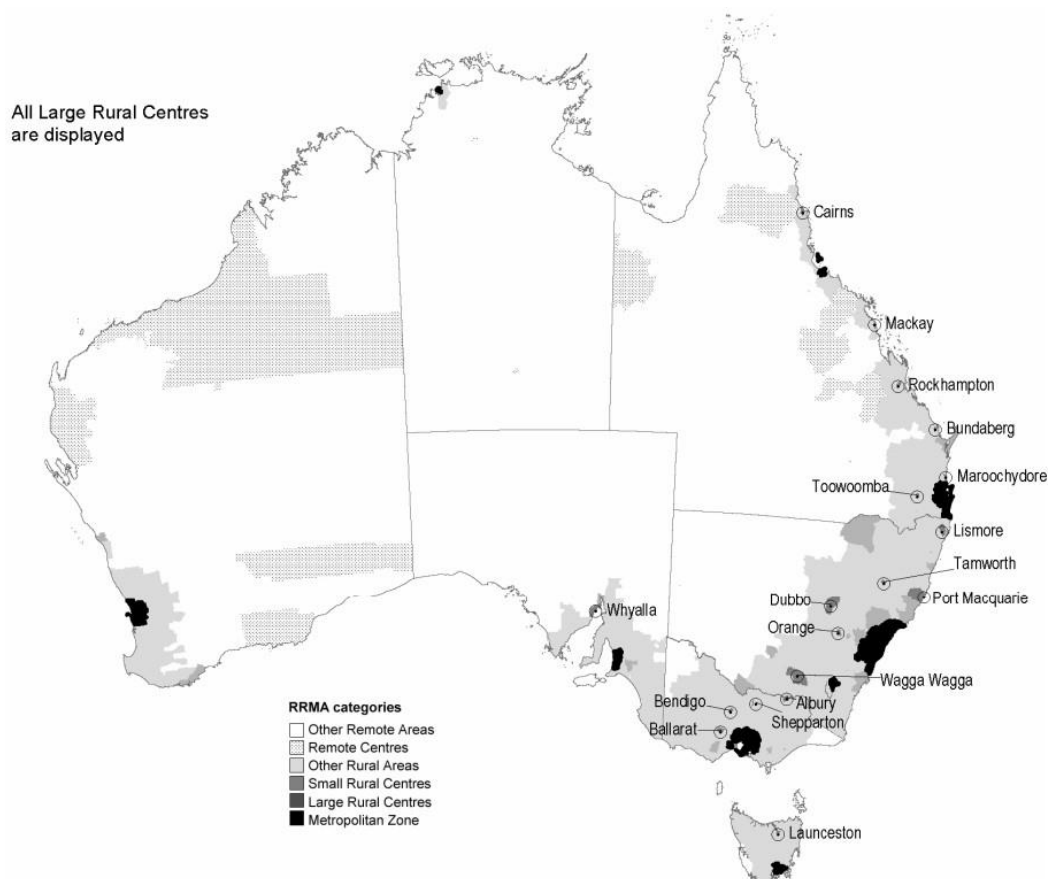 All Large Rural Centres
are displayed
Cairns
Mackay
Rockhampton
Bundaberg
Maroochydore
Toowoomba
Lismore
Tamworth
Port Macquarie
Dubbo
Whyalla
Orange
Wagga Wagga
Albury
Bendigo
Shepparton
Ballarat
RRMA categories
Other Remote Areas
Remote Centres
Other Rural Areas
Small Rural Centres
Large Rural Centres
Metropolitan Zone
Launceston